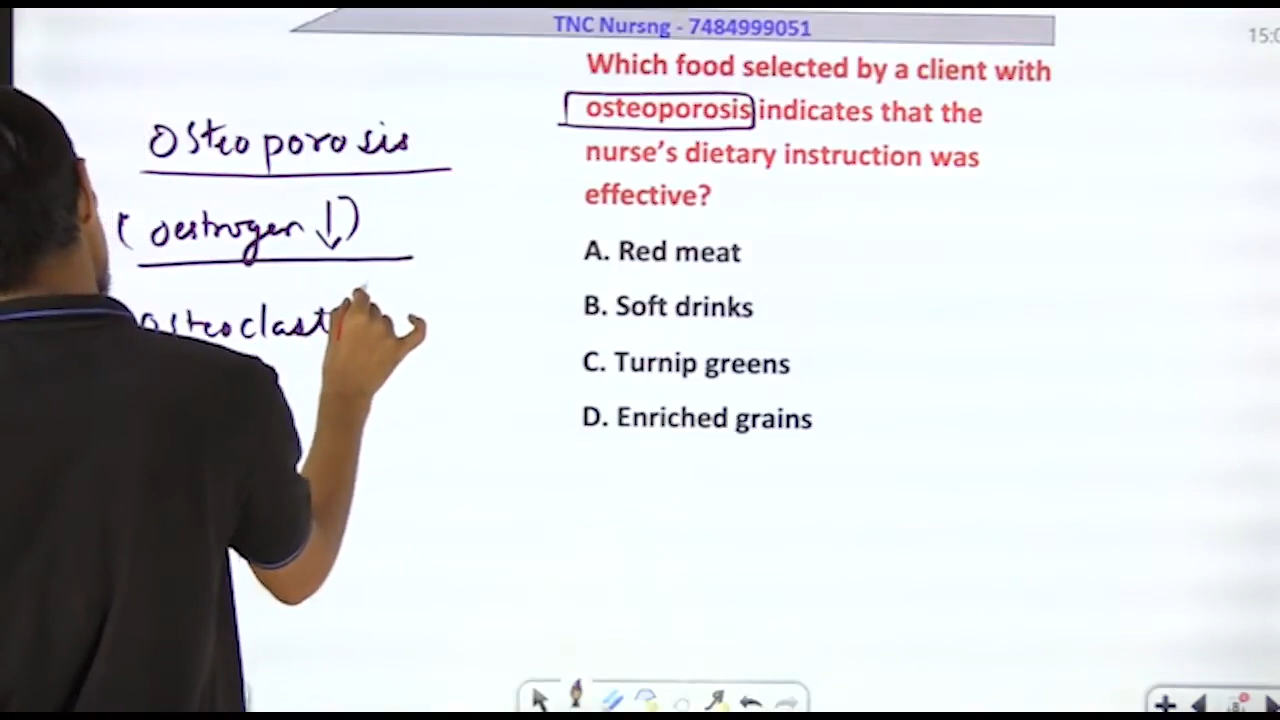 TNC Nursng - 7484999051
15:0
Which food selected by a client with
osteoporosis indicates that the
nurse's dietary instruction was
effective?
A. Red meat
B. Soft drinks
C. Turnip greens
D. Enriched grains
Osteoporosis
(oestrogen ↓)
osteoclast